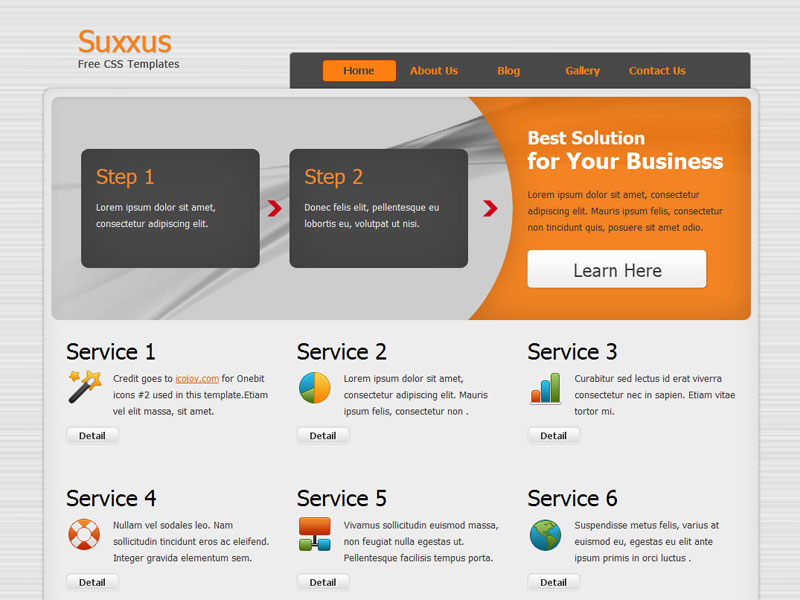 Suxxus
Free CSS Templates
Home About Us Blog Gallery Contact Us
Step 1
Lorem ipsum dolor sit amet,
consectetur adipiscing elit.
Step 2
Donec felis elit, pellentesque eu
lobortis eu, volutpat ut nisi.
Best Solution
for Your Business
Lorem ipsum dolor sit amet, consectetur
adipiscing elit. Mauris ipsum felis, consectetur
non tincidunt quis, posuere sit amet odio.
Learn Here
Service 1
Credit goes to icojoy.com for Onebit
icons #2 used in this template.Etiam
vel elit massa, sit amet.
Detail
Service 2
Lorem ipsum dolor sit amet,
consectetur adipiscing elit. Mauris
ipsum felis, consectetur non .
Detail
Service 3
Curabitur sed lectus id erat viverra
consectetur nec in sapien. Etiam vitae
tortor mi.
Detail
Service 4
Nullam vel sodales leo. Nam
sollicitudin tincidunt eros ac eleifend.
Integer gravida elementum sem.
Detail
Service 5
Vivamus sollicitudin euismod massa,
non feugiat nulla egestas ut.
Pellentesque facilisis tempus porta.
Detail
Service 6
Suspendisse metus felis, varius at
euismod eu, egestas eu elit ante
ipsum primis in orci luctus .
Detail